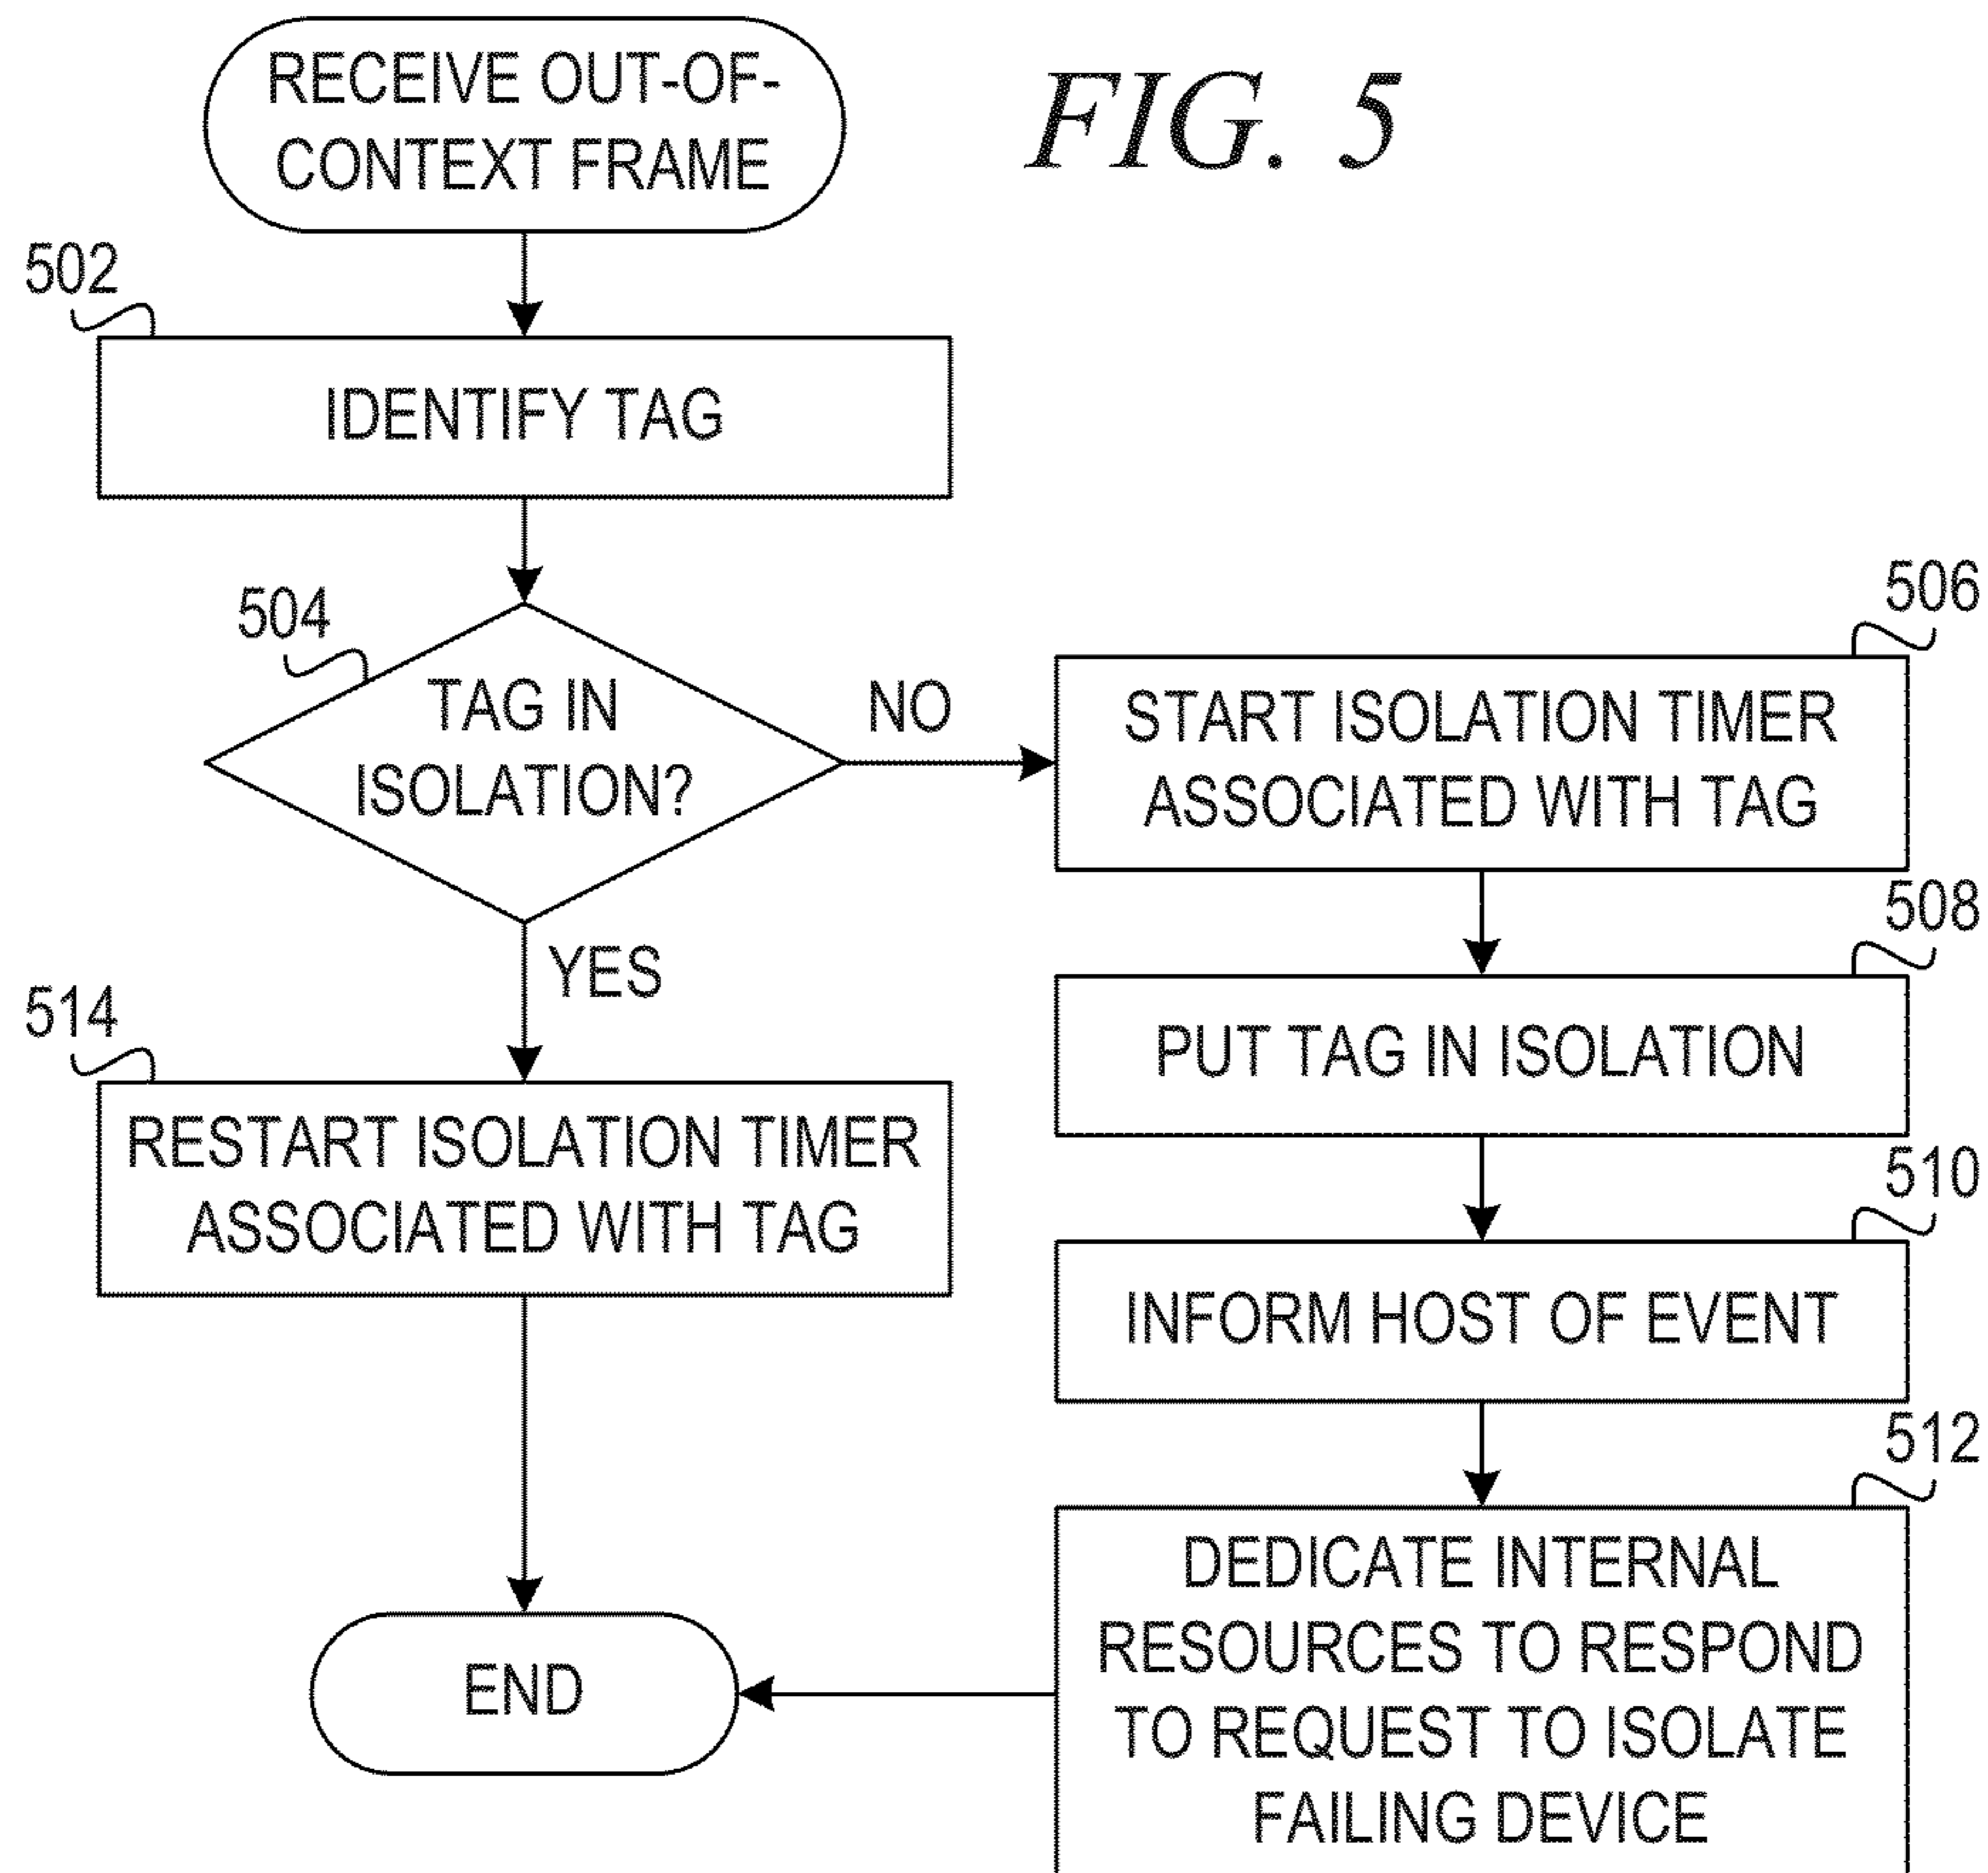 RECEIVE OUT-OF-
CONTEXT FRAME
FIG. 5
502
IDENTIFY TAG
504
TAG IN
ISOLATION?
NO
YES
506
START ISOLATION TIMER
ASSOCIATED WITH TAG
508
PUT TAG IN ISOLATION
510
INFORM HOST OF EVENT
512
DEDICATE INTERNAL
RESOURCES TO RESPOND
TO REQUEST TO ISOLATE
FAILING DEVICE
514
RESTART ISOLATION TIMER
ASSOCIATED WITH TAG
END